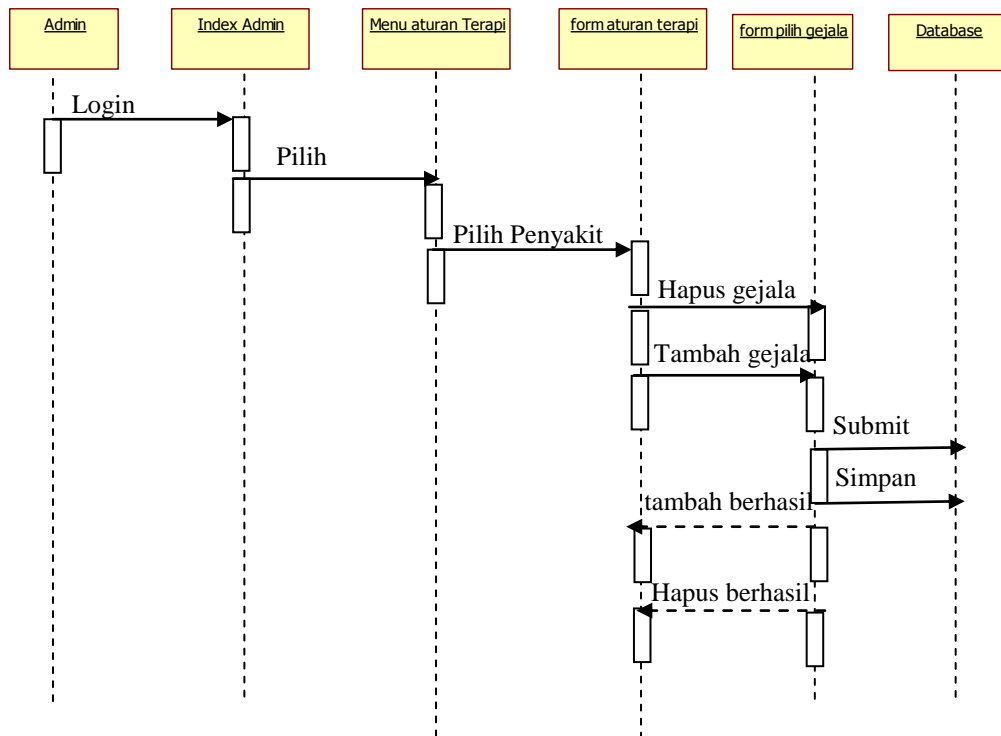 Admin
Index Admin
Menu aturan Terapi
form aturan terapi
form pilih gejala
Database
Login
Pilih
Pilih Penyakit
Hapus gejala
Tambah gejala
Submit
Simpan
tambah berhasil
Hapus berhasil